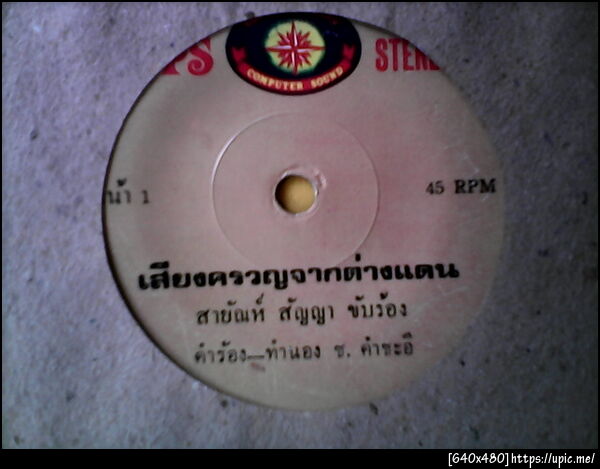 STERE
COMPUTER SOUND
น้า 1
45 RPM
เสียงครวญจากต่างแดน
สายัณห์ สัญญา ขับร้อง
คำร้อง—ทำนอง ช. คำชะอี
[640x480]https://upic.me/